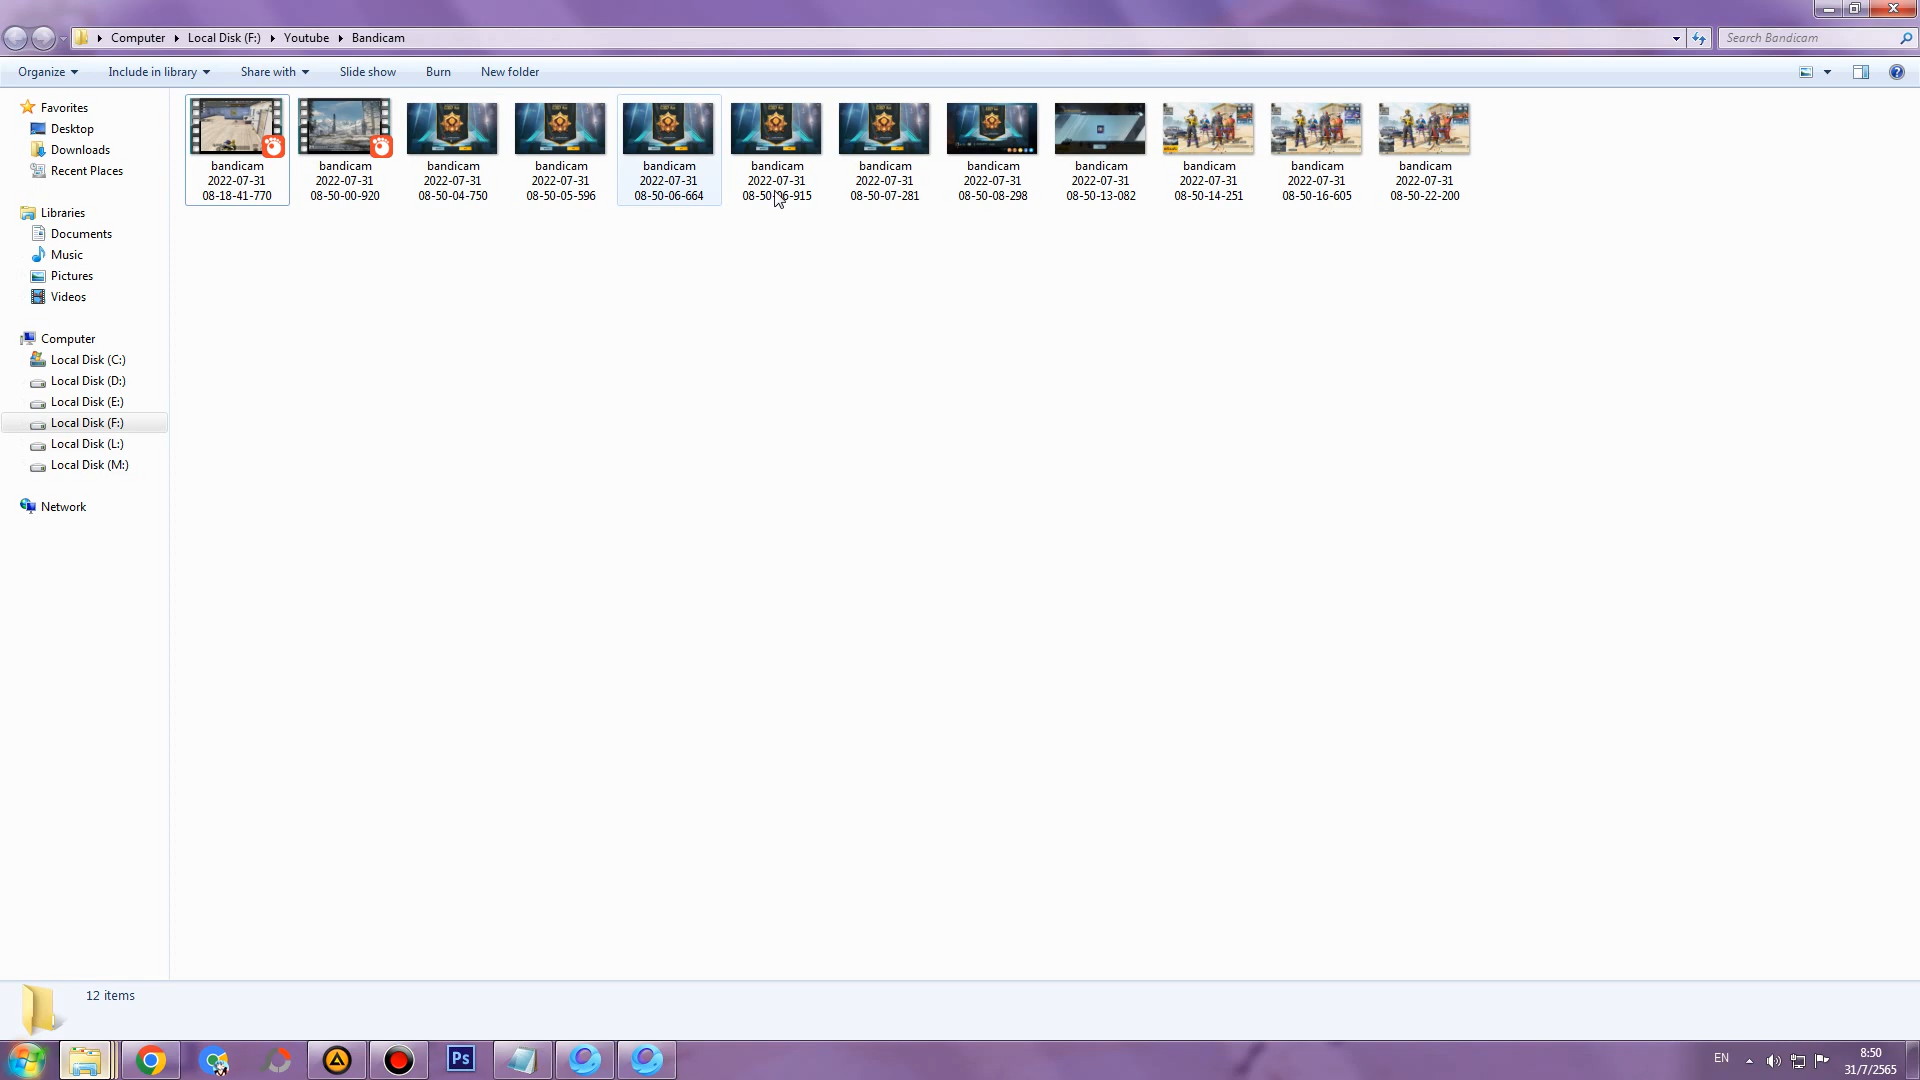 Computer Local Disk (F:) Youtube Bandicam
Search Bandicam
Organize Include in library Share with Slide show Burn New folder
Favorites
Desktop
Downloads
Recent Places
Libraries
Documents
Music
Pictures
Videos
Computer
Local Disk (C:)
Local Disk (D:)
Local Disk (E:)
Local Disk (F:)
Local Disk (L:)
Local Disk (M:)
Network
bandicam
2022-07-31
08-18-41-770
bandicam
2022-07-31
08-50-00-920
bandicam
2022-07-31
08-50-04-750
bandicam
2022-07-31
08-50-05-596
bandicam
2022-07-31
08-50-06-664
bandicam
2022-07-31
08-50-06-915
bandicam
2022-07-31
08-50-07-281
bandicam
2022-07-31
08-50-08-298
bandicam
2022-07-31
08-50-13-082
bandicam
2022-07-31
08-50-14-251
bandicam
2022-07-31
08-50-16-605
bandicam
2022-07-31
08-50-22-200
12 items
Ps
EN
8:50
31/7/2565